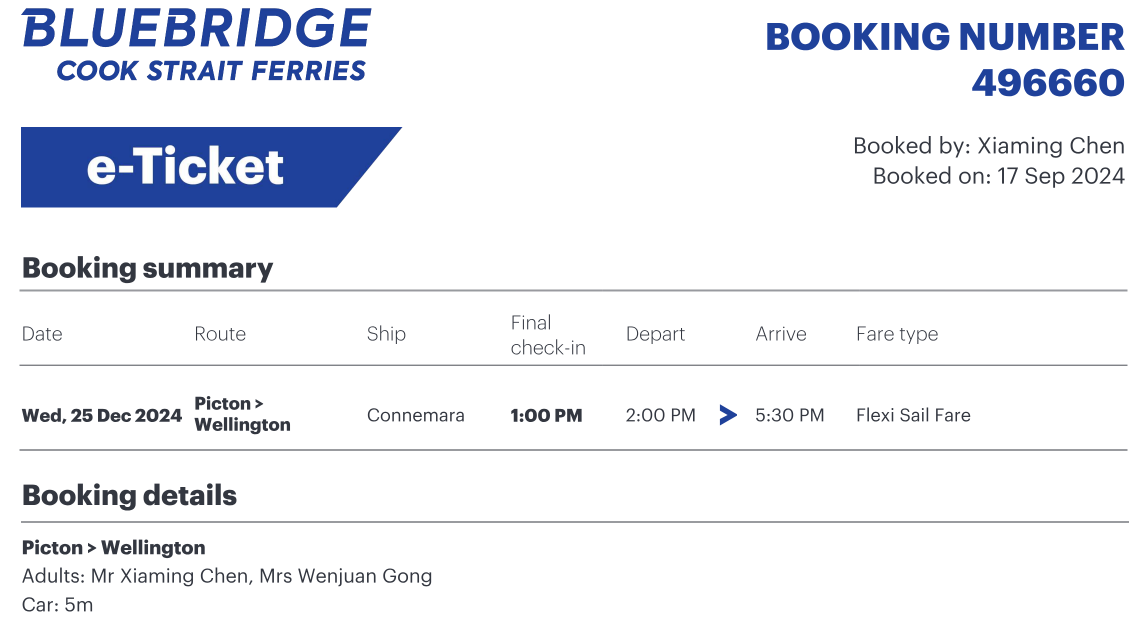 BLUEBRIDGE
COOK STRAIT FERRIES
BOOKING NUMBER
496660
e-Ticket
Booked by: Xiaming Chen
Booked on: 17 Sep 2024
Booking summary
Date Route Ship Final check-in Depart Arrive Fare type
Wed, 25 Dec 2024 Picton > Wellington Connemara 1:00 PM 2:00 PM > 5:30 PM Flexi Sail Fare
Booking details
Picton > Wellington
Adults: Mr Xiaming Chen, Mrs Wenjuan Gong
Car: 5m